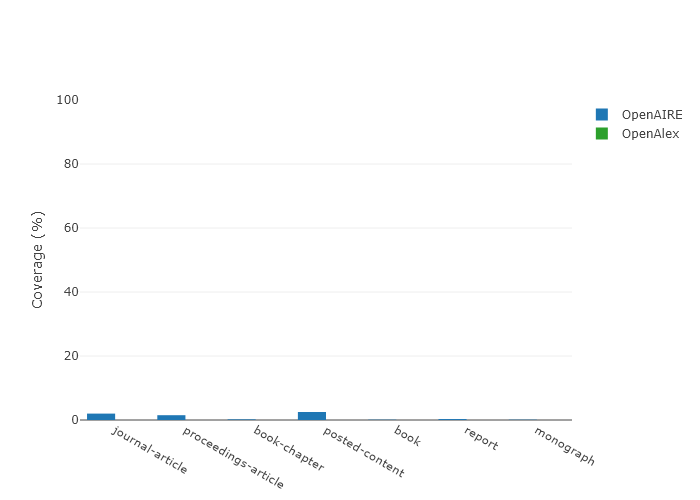 100
80
60
40
20
0
Coverage (%)
journal-article
proceedings-article
book-chapter
posted-content
book
report
monograph
OpenAIRE
OpenAlex